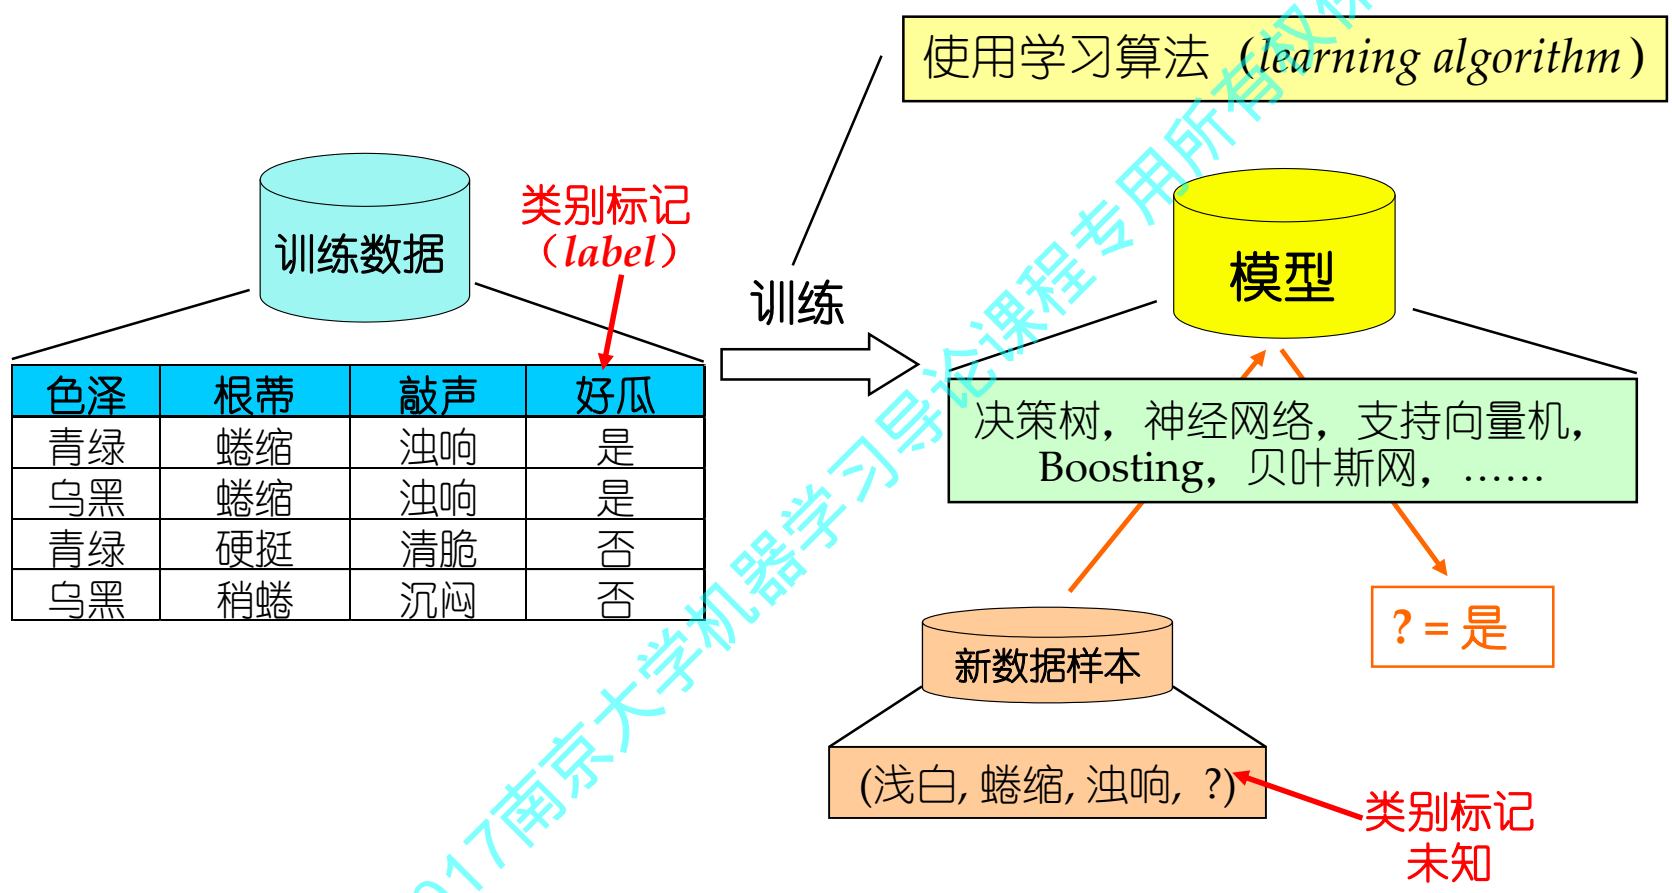 使用学习算法（learning algorithm）
训练数据
类别标记
（label）
训练
模型
色泽 根蒂 敲声 好瓜
青绿 蜷缩 浊响 是
乌黑 蜷缩 浊响 是
青绿 硬挺 清脆 否
乌黑 稍蜷 沉闷 否
决策树，神经网络，支持向量机，
Boosting，贝叶斯网，……
? = 是
新数据样本
(浅白, 蜷缩, 浊响, ?)
类别标记
未知
017南京大学机器学习导论课程专用所有权保